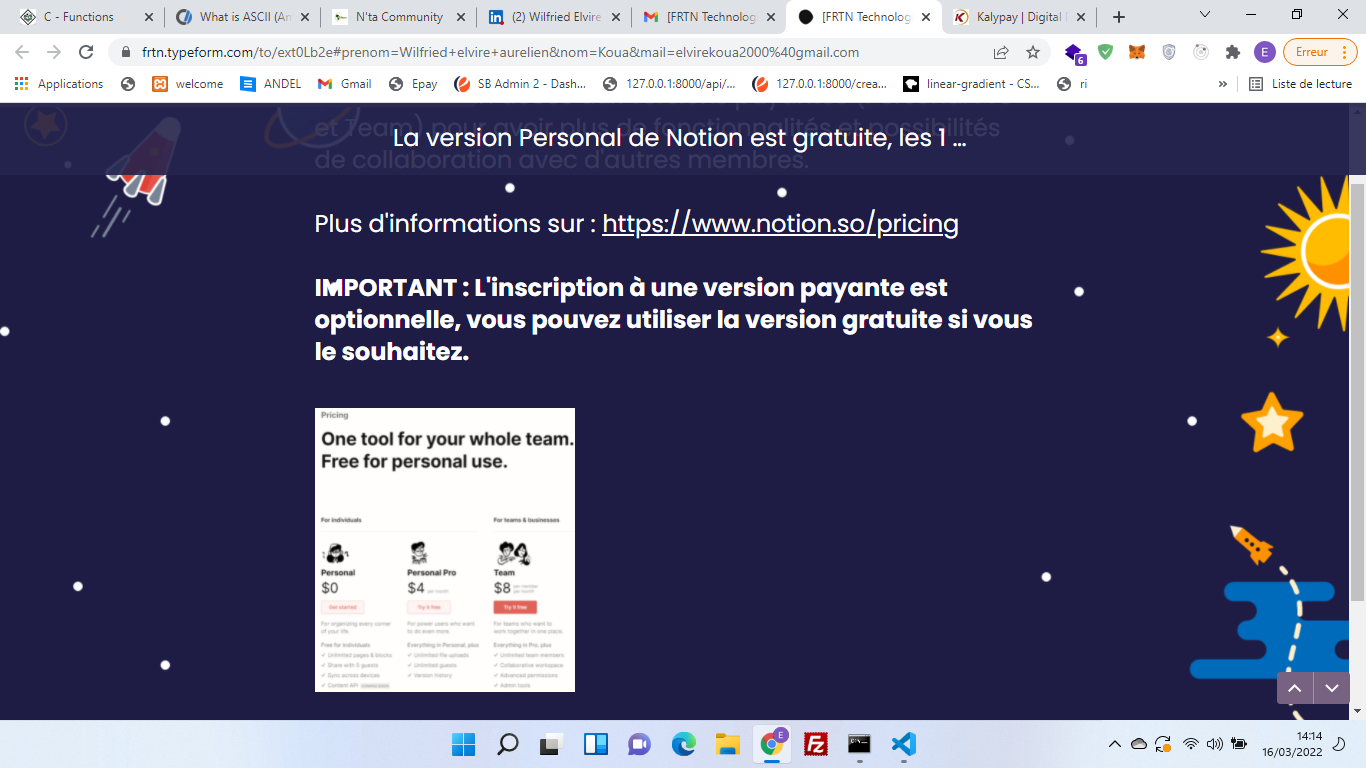 C - Functions
What is ASCII (An
N'ta Community
(2) Wilfried Elvire
[FRTN Technolog
[FRTN Technolog
Kalypay | Digital
frtn.typeform.com/to/ext0Lb2e#prenom=Wilfried+elvire+aurelien&nom=Koua&mail=elvirekoua2000%40gmail.com
6
E
Erreur
Applications
welcome
ANDEL
Gmail
Epay
SB Admin 2 - Dash...
127.0.0.1:8000/api/...
127.0.0.1:8000/crea...
linear-gradient - CS...
ri
»
Liste de lecture
et Team) pour avoir plus de fonctionnalités et possibilités
La version Personal de Notion est gratuite, les 1 ...
de collaboration avec d'autres membres.
Plus d'informations sur : https://www.notion.so/pricing
IMPORTANT : L'inscription à une version payante est
optionnelle, vous pouvez utiliser la version gratuite si vous
le souhaitez.
Pricing
One tool for your whole team.
Free for personal use.
For individuals
For teams & businesses
Personal
Personal Pro
Team
$0
$4 per month
$8 per member
per month
Get started
Try it free
Try it free
For organizing every corner
of your life.
For power users who want
to do even more.
For teams who want to
work together in one place.
Free for individuals
Everything in Personal, plus
Everything in Pro, plus
✓ Unlimited pages & blocks
✓ Unlimited file uploads
✓ Unlimited team members
✓ Share with 5 guests
✓ Unlimited guests
✓ Collaborative workspace
✓ Sync across devices
✓ Version history
✓ Advanced permissions
✓ Content API
✓ Admin tools
E
14:14
16/03/2022